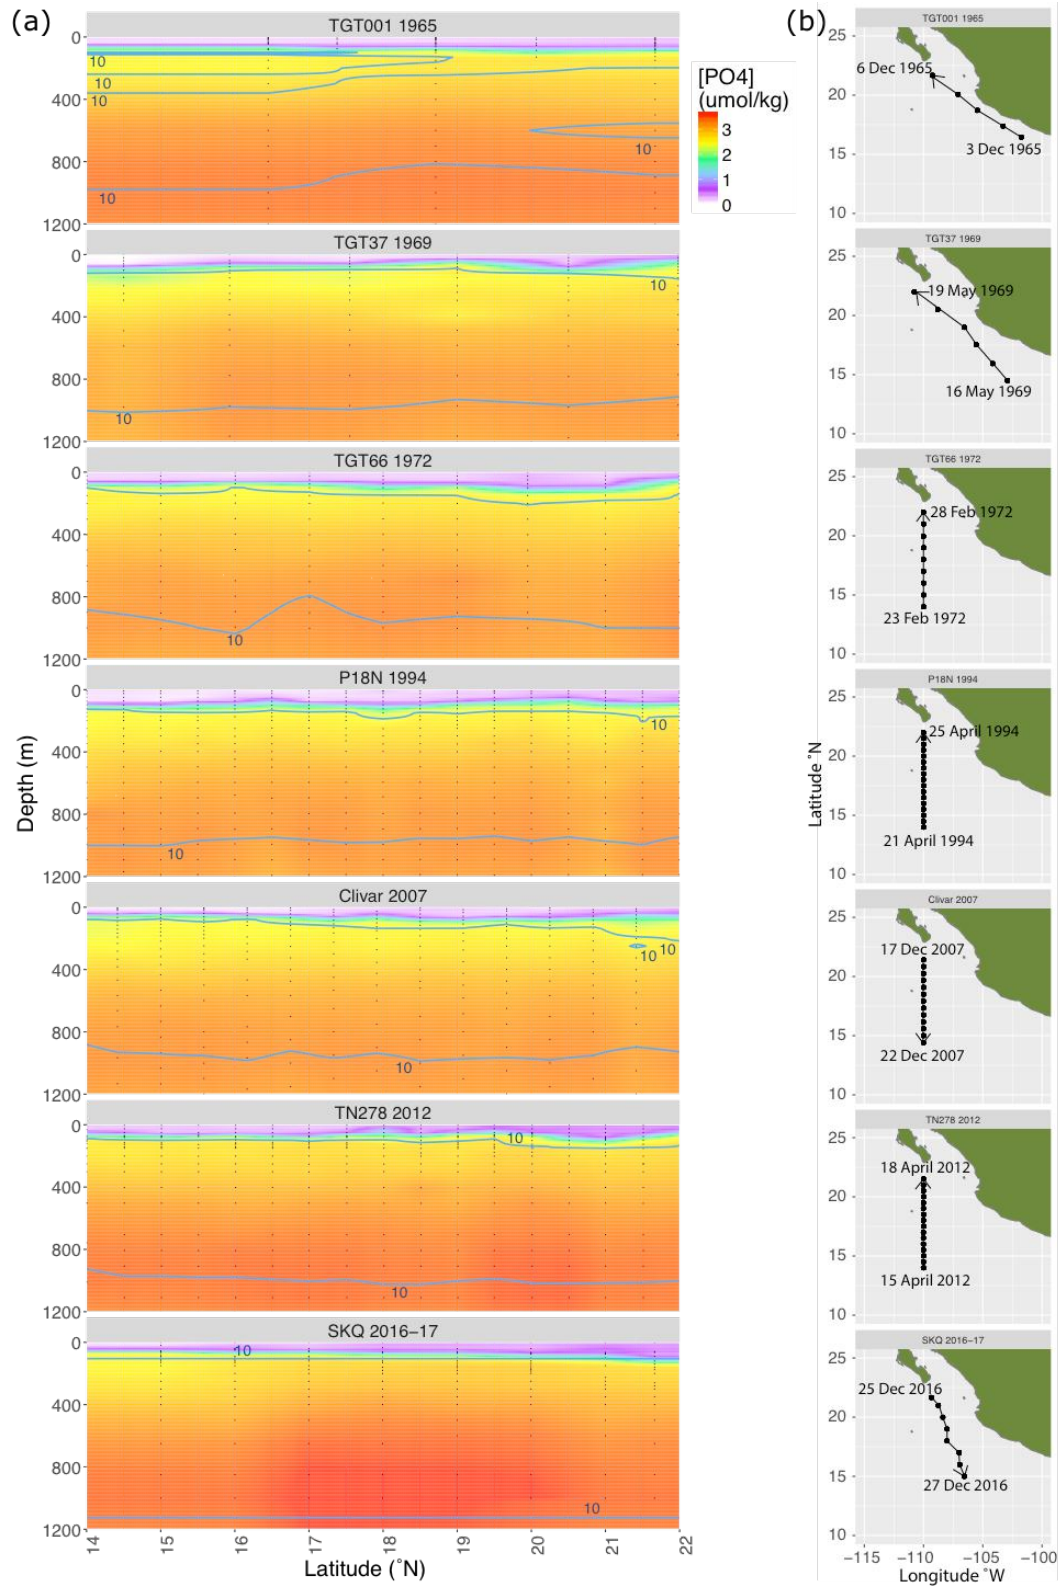 (a)
TGT001 1965
0
400
800
1200
10
10
10
10
10
[PO4]
(umol/kg)
3
2
1
0
TGT37 1969
0
400
800
1200
10
10
TGT66 1972
0
400
800
1200
10
P18N 1994
0
400
800
1200
10
10
Depth (m)
Clivar 2007
0
400
800
1200
10
10
10
TN278 2012
0
400
800
1200
10
10
SKQ 2016–17
0
400
800
1200
10
10
14
15
16
17
18
19
20
21
22
Latitude (˚N)
(b)
TGT001 1965
25
20
15
10
6 Dec 1965
3 Dec 1965
TGT37 1969
25
20
15
10
19 May 1969
16 May 1969
TGT66 1972
25
20
15
10
28 Feb 1972
23 Feb 1972
P18N 1994
25
20
15
10
25 April 1994
21 April 1994
Latitude ˚N
Clivar 2007
25
20
15
10
17 Dec 2007
22 Dec 2007
TN278 2012
25
20
15
10
18 April 2012
15 April 2012
SKQ 2016–17
25
20
15
10
25 Dec 2016
27 Dec 2016
−115 −110 −105 −100
Longitude ˚W